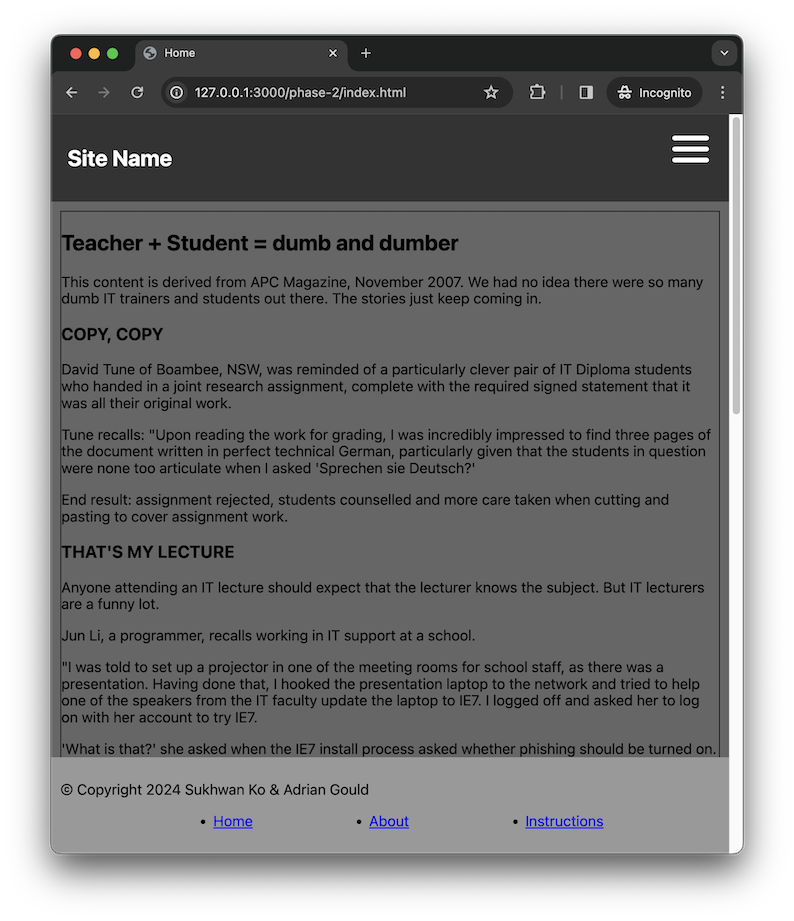 Home
127.0.0.1:3000/phase-2/index.html
Incognito
Site Name
Teacher + Student = dumb and dumber
This content is derived from APC Magazine, November 2007. We had no idea there were so many
dumb IT trainers and students out there. The stories just keep coming in.
COPY, COPY
David Tune of Boambee, NSW, was reminded of a particularly clever pair of IT Diploma students
who handed in a joint research assignment, complete with the required signed statement that it
was all their original work.
Tune recalls: "Upon reading the work for grading, I was incredibly impressed to find three pages of
the document written in perfect technical German, particularly given that the students in question
were none too articulate when I asked 'Sprechen sie Deutsch?'
End result: assignment rejected, students counselled and more care taken when cutting and
pasting to cover assignment work.
THAT'S MY LECTURE
Anyone attending an IT lecture should expect that the lecturer knows the subject. But IT lecturers
are a funny lot.
Jun Li, a programmer, recalls working in IT support at a school.
"I was told to set up a projector in one of the meeting rooms for school staff, as there was a
presentation. Having done that, I hooked the presentation laptop to the network and tried to help
one of the speakers from the IT faculty update the laptop to IE7. I logged off and asked her to log
on with her account to try IE7.
'What is that?' she asked when the IE7 install process asked whether phishing should be turned on.
© Copyright 2024 Sukhwan Ko & Adrian Gould
• Home • About • Instructions